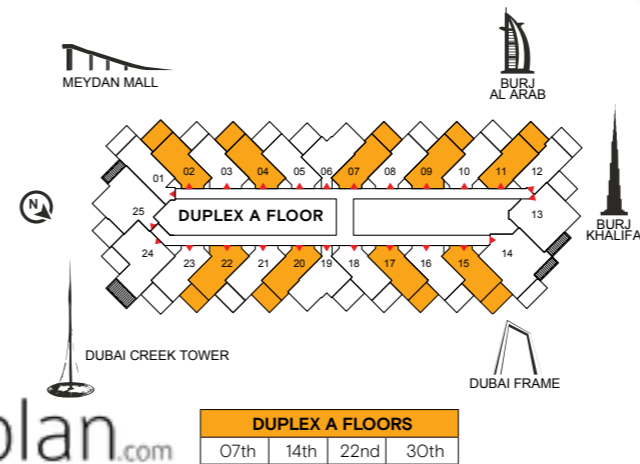 MEYDAN MALL
BURJ
AL ARAB
BURJ
KHALIFA
N
01
02
03
04
05
06
07
08
09
10
11
12
13
DUPLEX A FLOOR
25
24
23
22
21
20
19
18
17
16
15
14
DUBAI CREEK TOWER
DUBAI FRAME
plan.com
DUPLEX A FLOORS
07th 14th 22nd 30th